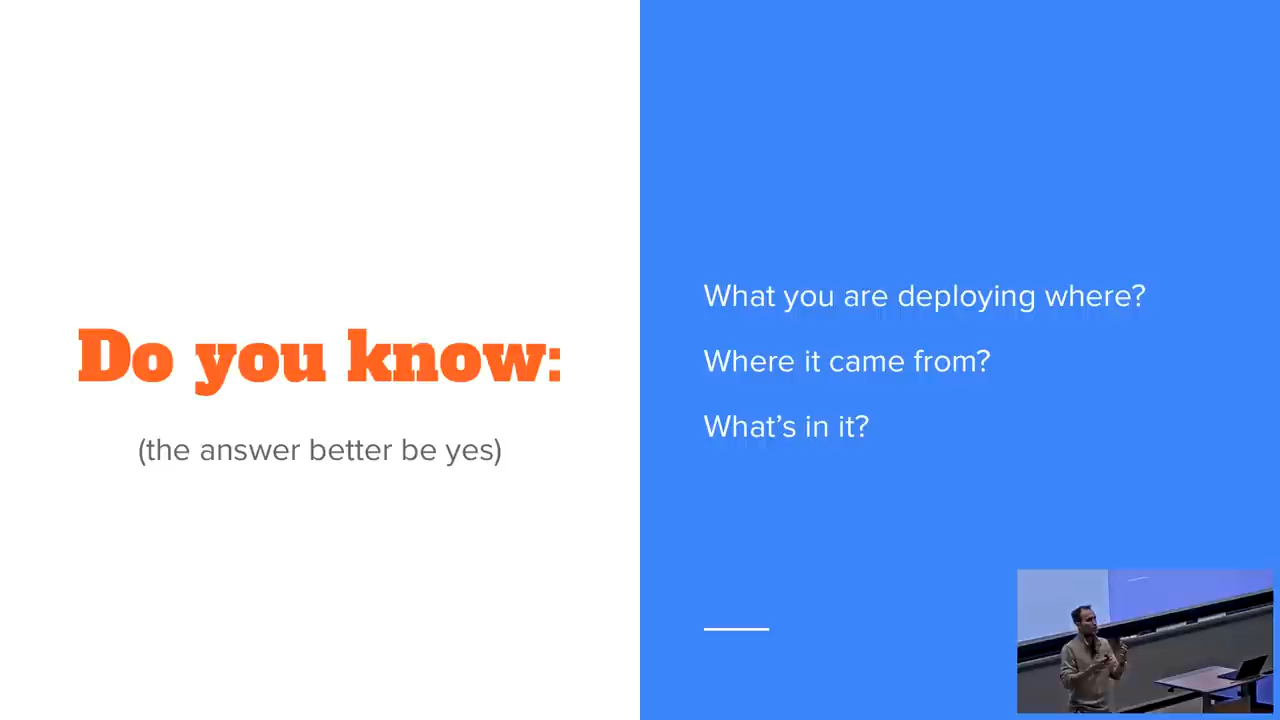 Do you know:
(the answer better be yes)
What you are deploying where?
Where it came from?
What's in it?